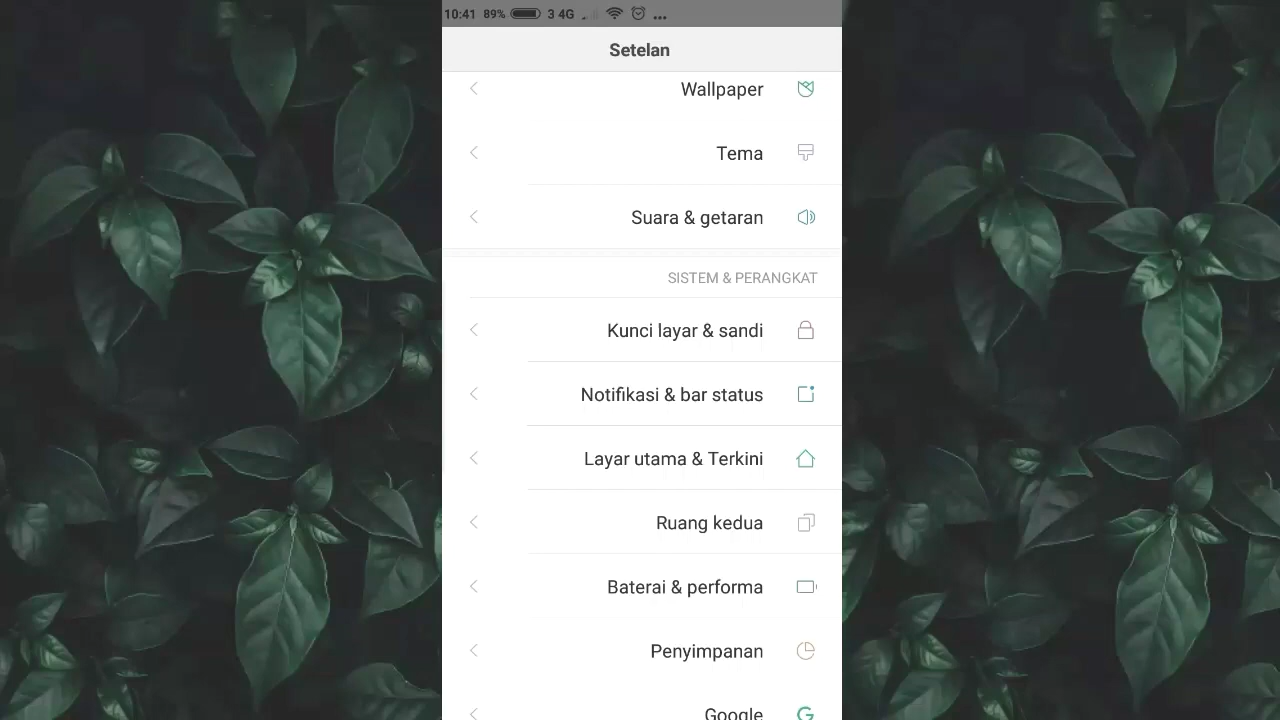 10:41 89% 3 4G ...
Setelan
Wallpaper
Tema
Suara & getaran
SISTEM & PERANGKAT
Kunci layar & sandi
Notifikasi & bar status
Layar utama & Terkini
Ruang kedua
Baterai & performa
Penyimpanan
Google